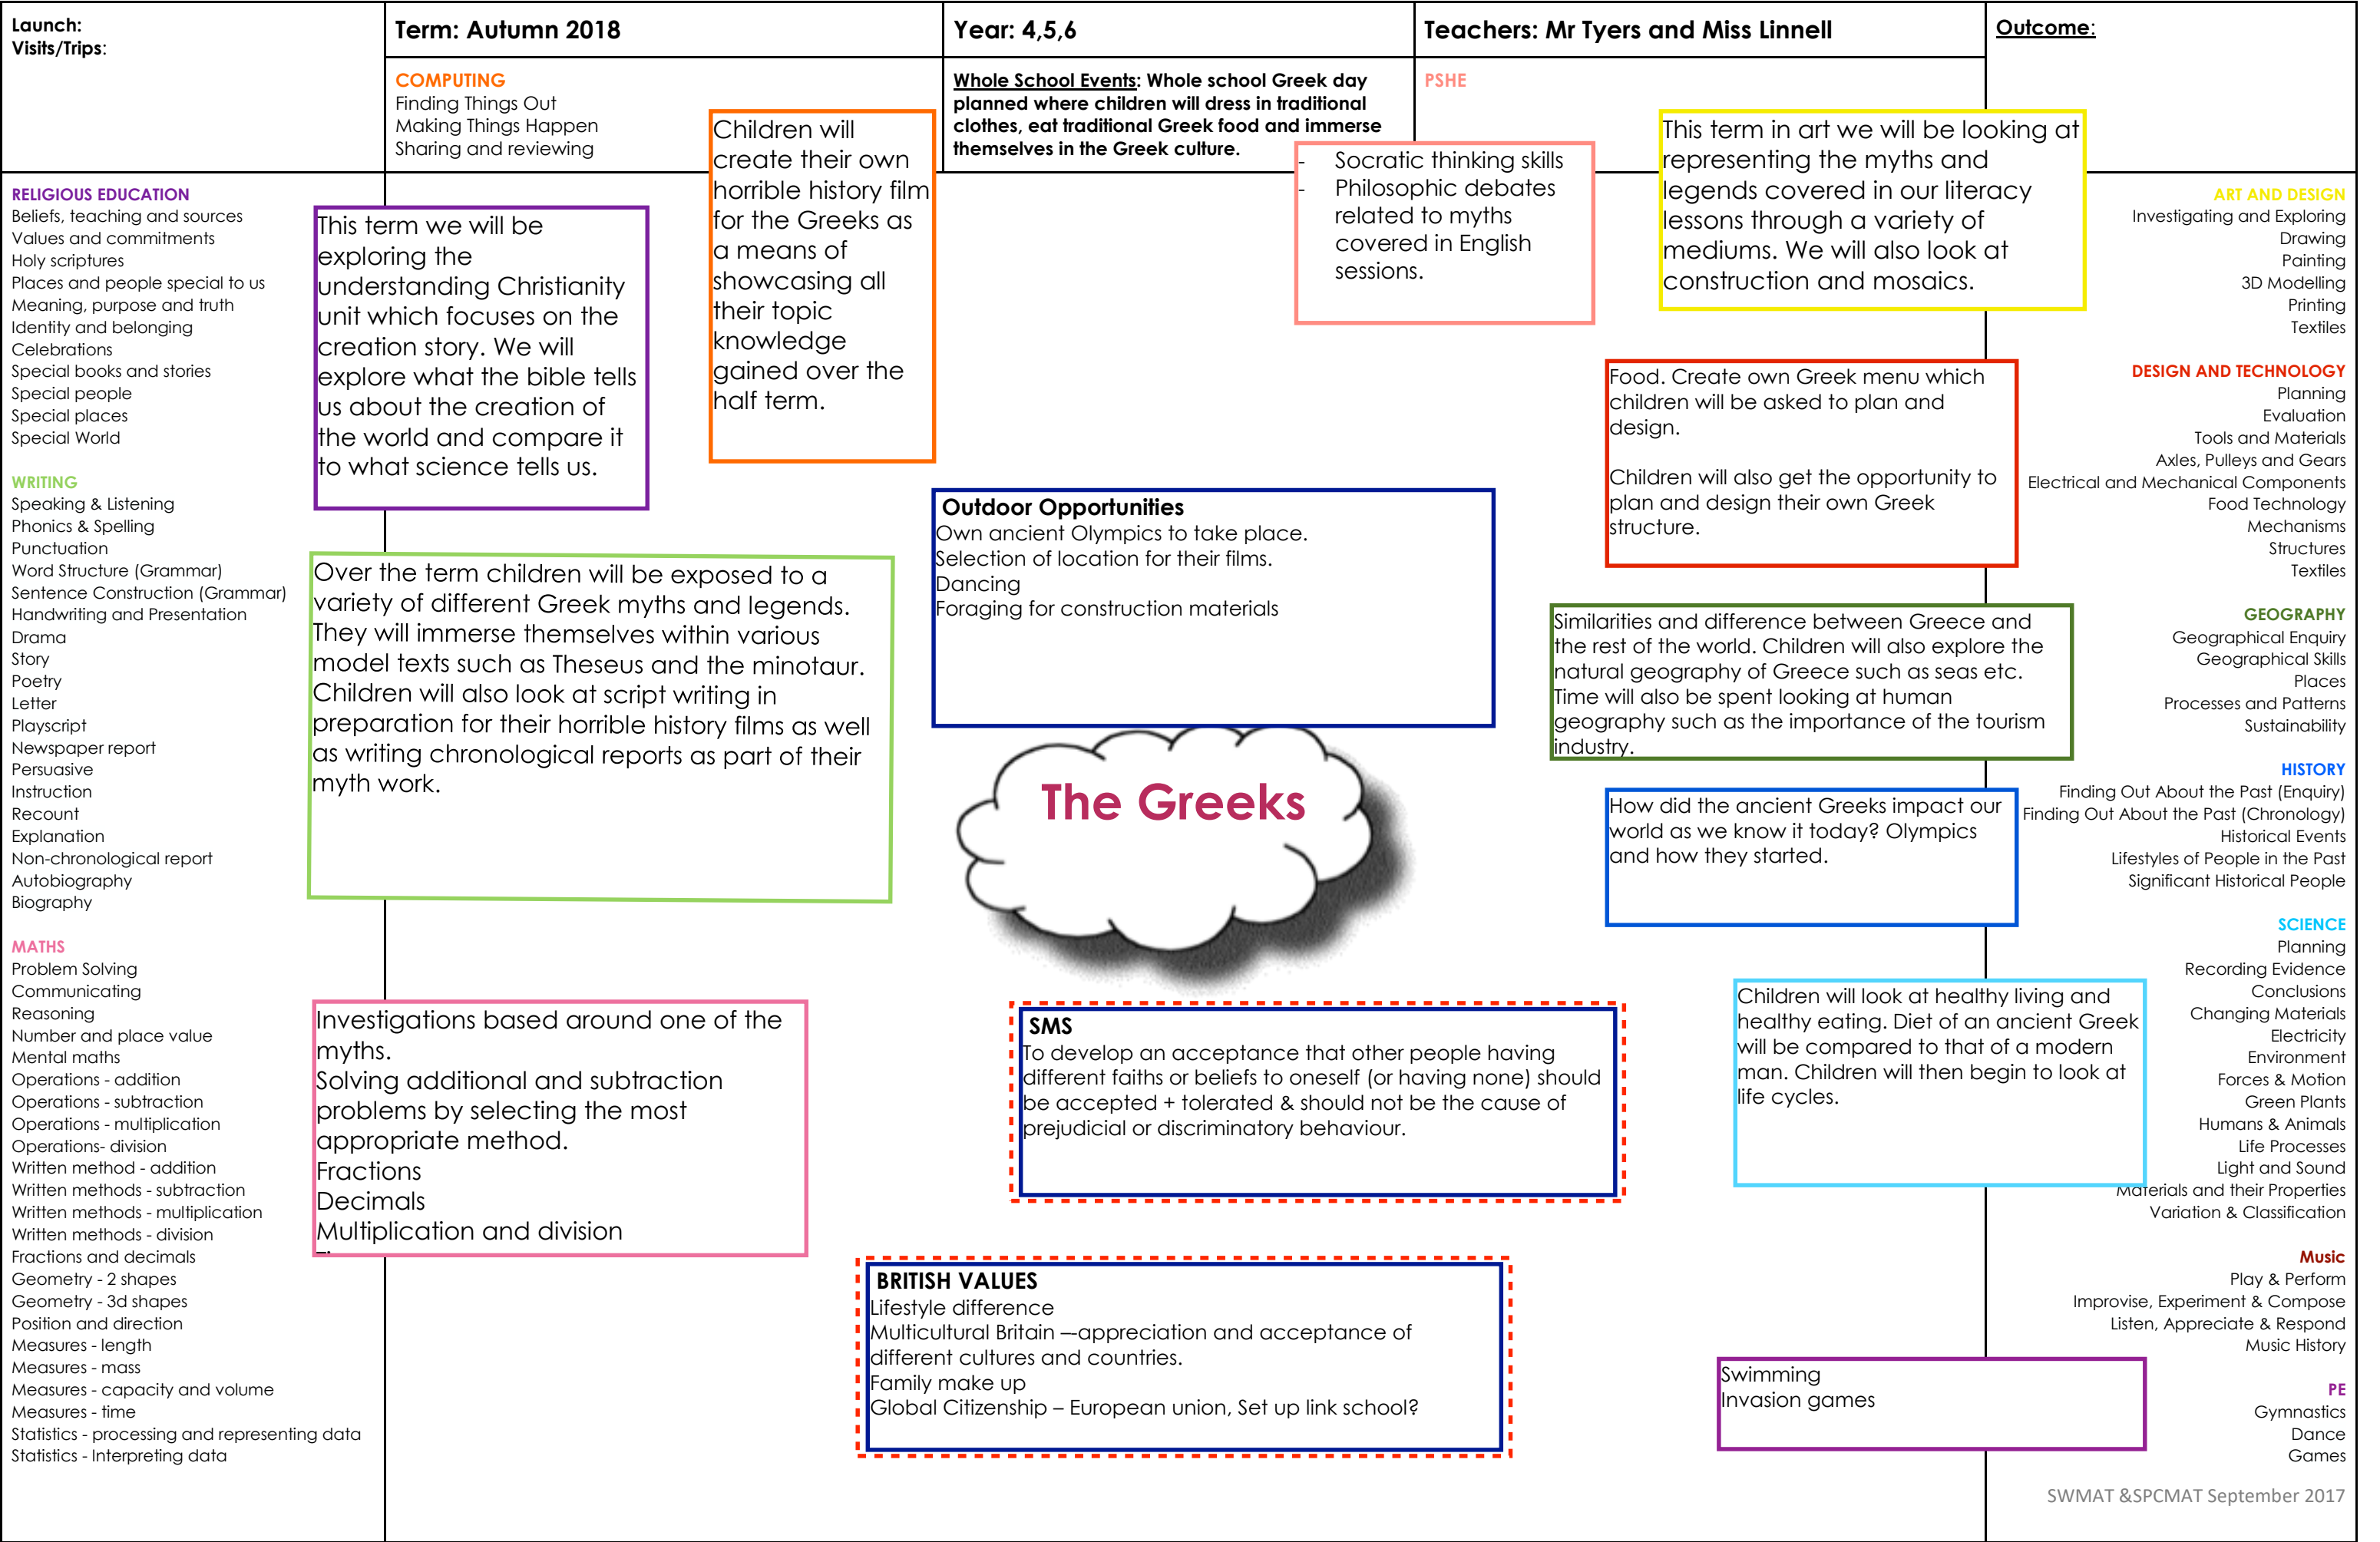 Launch:
Visits/Trips:
Term: Autumn 2018
Year: 4,5,6
Teachers: Mr Tyers and Miss Linnell
Outcome:
COMPUTING
Finding Things Out
Making Things Happen
Sharing and reviewing
Children will
create their own
horrible history film
for the Greeks as
a means of
showcasing all
their topic
knowledge
gained over the
half term.
Whole School Events: Whole school Greek day
planned where children will dress in traditional
clothes, eat traditional Greek food and immerse
themselves in the Greek culture.
PSHE
- Socratic thinking skills
- Philosophic debates
related to myths
covered in English
sessions.
This term in art we will be looking at
representing the myths and
legends covered in our literacy
lessons through a variety of
mediums. We will also look at
construction and mosaics.
RELIGIOUS EDUCATION
Beliefs, teaching and sources
Values and commitments
Holy scriptures
Places and people special to us
Meaning, purpose and truth
Identity and belonging
Celebrations
Special books and stories
Special people
Special places
Special World
This term we will be
exploring the
understanding Christianity
unit which focuses on the
creation story. We will
explore what the bible tells
us about the creation of
the world and compare it
to what science tells us.
WRITING
Speaking & Listening
Phonics & Spelling
Punctuation
Word Structure (Grammar)
Sentence Construction (Grammar)
Handwriting and Presentation
Drama
Story
Poetry
Letter
Playscript
Newspaper report
Persuasive
Instruction
Recount
Explanation
Non-chronological report
Autobiography
Biography
Over the term children will be exposed to a
variety of different Greek myths and legends.
They will immerse themselves within various
model texts such as Theseus and the minotaur.
Children will also look at script writing in
preparation for their horrible history films as well
as writing chronological reports as part of their
myth work.
MATHS
Problem Solving
Communicating
Reasoning
Number and place value
Mental maths
Operations - addition
Operations - subtraction
Operations - multiplication
Operations- division
Written method - addition
Written methods - subtraction
Written methods - multiplication
Written methods - division
Fractions and decimals
Geometry - 2 shapes
Geometry - 3d shapes
Position and direction
Measures - length
Measures - mass
Measures - capacity and volume
Measures - time
Statistics - processing and representing data
Statistics - Interpreting data
Investigations based around one of the
myths.
Solving additional and subtraction
problems by selecting the most
appropriate method.
Fractions
Decimals
Multiplication and division
Outdoor Opportunities
Own ancient Olympics to take place.
Selection of location for their films.
Dancing
Foraging for construction materials
The Greeks
SMS
To develop an acceptance that other people having
different faiths or beliefs to oneself (or having none) should
be accepted + tolerated & should not be the cause of
prejudicial or discriminatory behaviour.
BRITISH VALUES
Lifestyle difference
Multicultural Britain –-appreciation and acceptance of
different cultures and countries.
Family make up
Global Citizenship – European union, Set up link school?
ART AND DESIGN
Investigating and Exploring
Drawing
Painting
3D Modelling
Printing
Textiles
Food. Create own Greek menu which
children will be asked to plan and
design.
Children will also get the opportunity to
plan and design their own Greek
structure.
DESIGN AND TECHNOLOGY
Planning
Evaluation
Tools and Materials
Axles, Pulleys and Gears
Electrical and Mechanical Components
Food Technology
Mechanisms
Structures
Textiles
Similarities and difference between Greece and
the rest of the world. Children will also explore the
natural geography of Greece such as seas etc.
Time will also be spent looking at human
geography such as the importance of the tourism
industry.
GEOGRAPHY
Geographical Enquiry
Geographical Skills
Places
Processes and Patterns
Sustainability
How did the ancient Greeks impact our
world as we know it today? Olympics
and how they started.
HISTORY
Finding Out About the Past (Enquiry)
Finding Out About the Past (Chronology)
Historical Events
Lifestyles of People in the Past
Significant Historical People
Children will look at healthy living and
healthy eating. Diet of an ancient Greek
will be compared to that of a modern
man. Children will then begin to look at
life cycles.
SCIENCE
Planning
Recording Evidence
Conclusions
Changing Materials
Electricity
Environment
Forces & Motion
Green Plants
Humans & Animals
Life Processes
Light and Sound
Materials and their Properties
Variation & Classification
Music
Play & Perform
Improvise, Experiment & Compose
Listen, Appreciate & Respond
Music History
Swimming
Invasion games
PE
Gymnastics
Dance
Games
SWMAT &SPCMAT September 2017